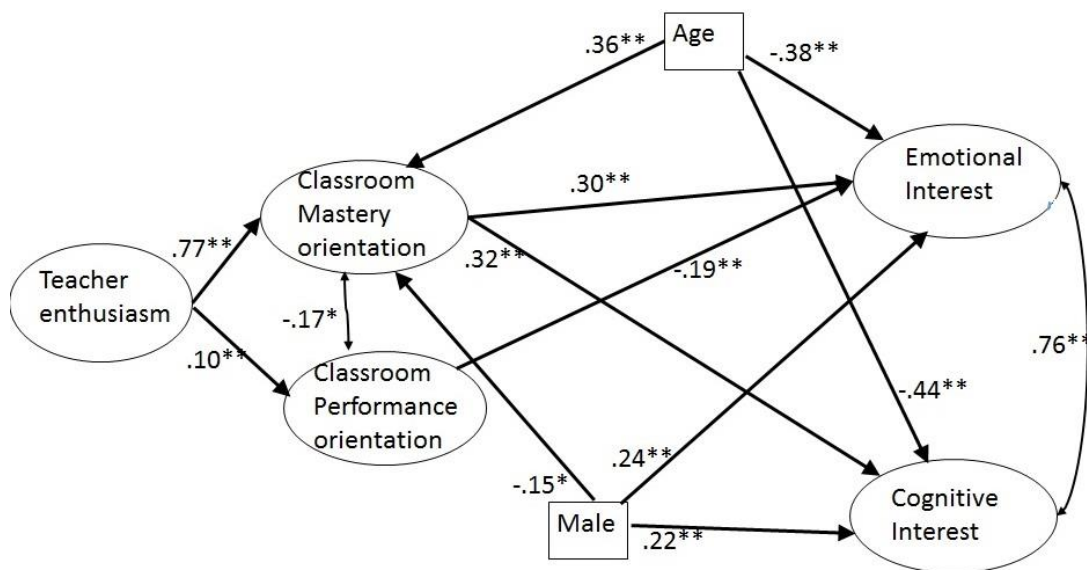 Age
.36**
-.38**
Emotional
Interest
Classroom
Mastery
orientation
.30**
.77**
.32**
-.19**
Teacher
enthusiasm
-.17*
.10**
.76**
Classroom
Performance
orientation
-.44**
.24**
-.15*
Male
.22**
Cognitive
Interest